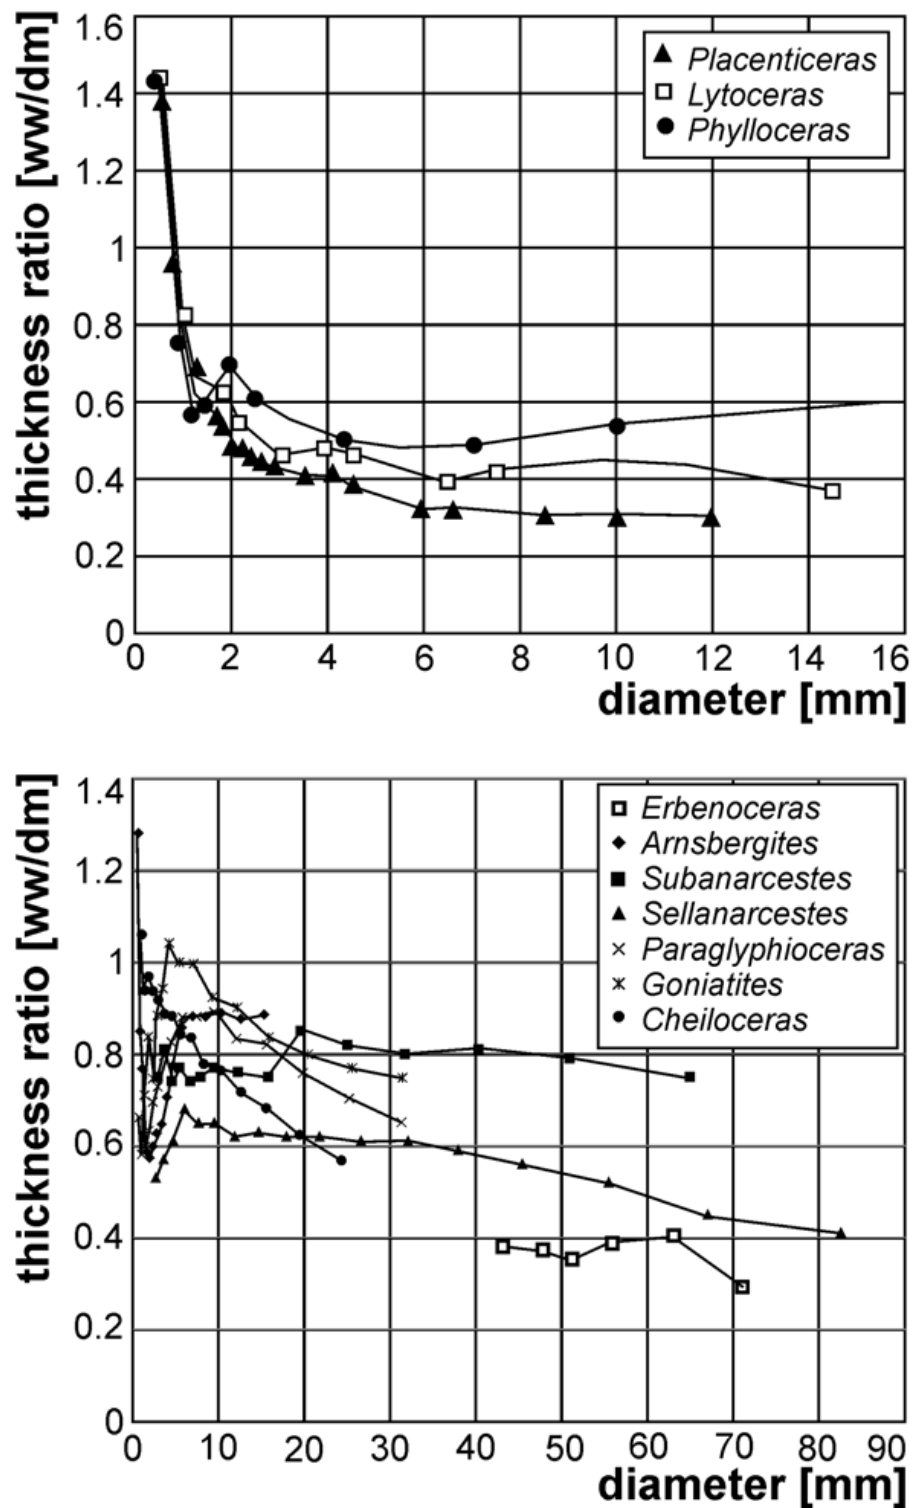 thickness ratio [ww/dm]
1.6
1.4
1.2
1
0.8
0.6
0.4
0.2
0
Placenticeras
Lytoceras
Phylloceras
0 2 4 6 8 10 12 14 16
diameter [mm]
thickness ratio [ww/dm]
1.4
1.2
1
0.8
0.6
0.4
0.2
0
Erbenoceras
Arnsbergites
Subanarcestes
Sellanarcestes
Paraglyphioceras
Goniatites
Cheiloceras
0 10 20 30 40 50 60 70 80 90
diameter [mm]